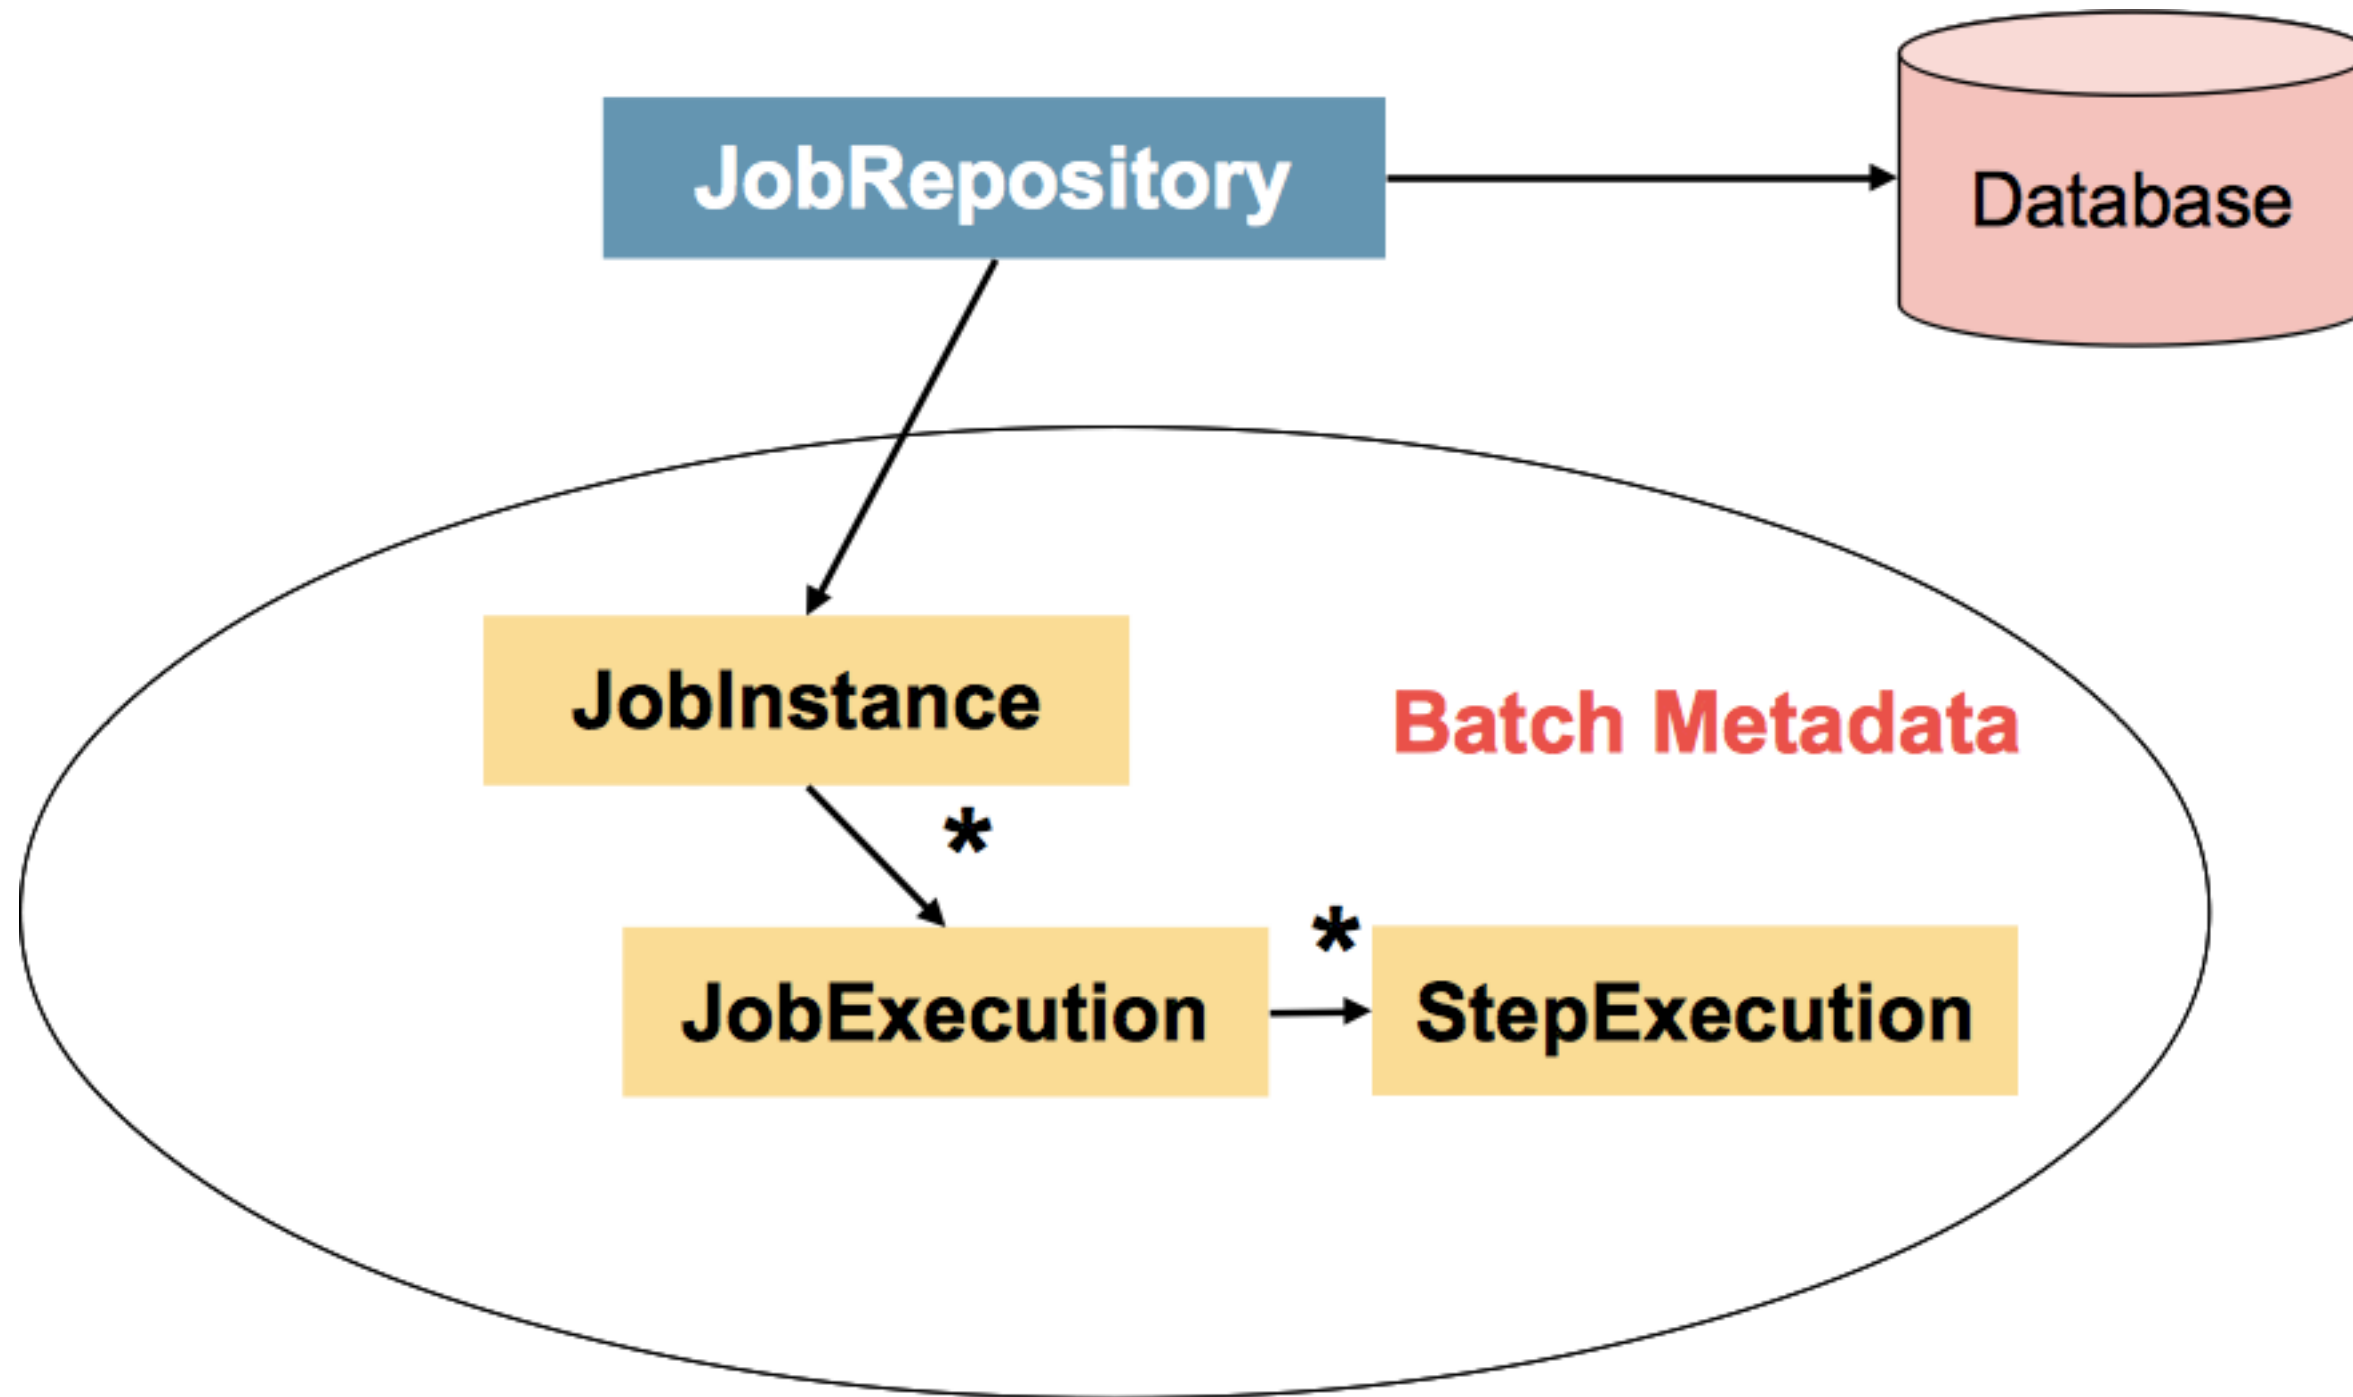 JobRepository
Database
JobInstance
Batch Metadata
*
*
JobExecution
StepExecution